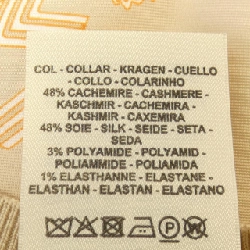 COL - COLLAR - KRAGEN - CUELLO
- COLLO - COLARINHO
48% CACHEMIRE - CASHMERE -
KASCHMIR - CACHEMIRA -
KASHMIR - CAXEMIRA
48% SOIE - SILK - SEIDE - SETA -
SEDA
3% POLYAMIDE - POLYAMID -
POLIAMMIDE - POLIAMIDA
1% ELASTHANNE - ELASTANE -
ELASTHAN - ELASTAN - ELASTANO